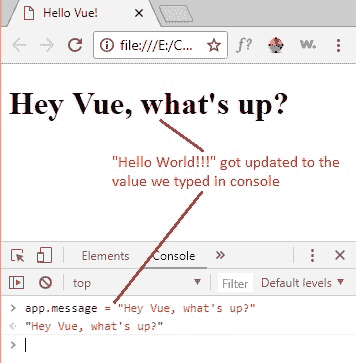 Hello Vue!
file:///E:/C...
f?
w.
Hey Vue, what's up?
"Hello World!!!" got updated to the
value we typed in console
Elements Console »
top Filter Default levels
> app.message = "Hey Vue, what's up?"
"Hey Vue, what's up?"
>